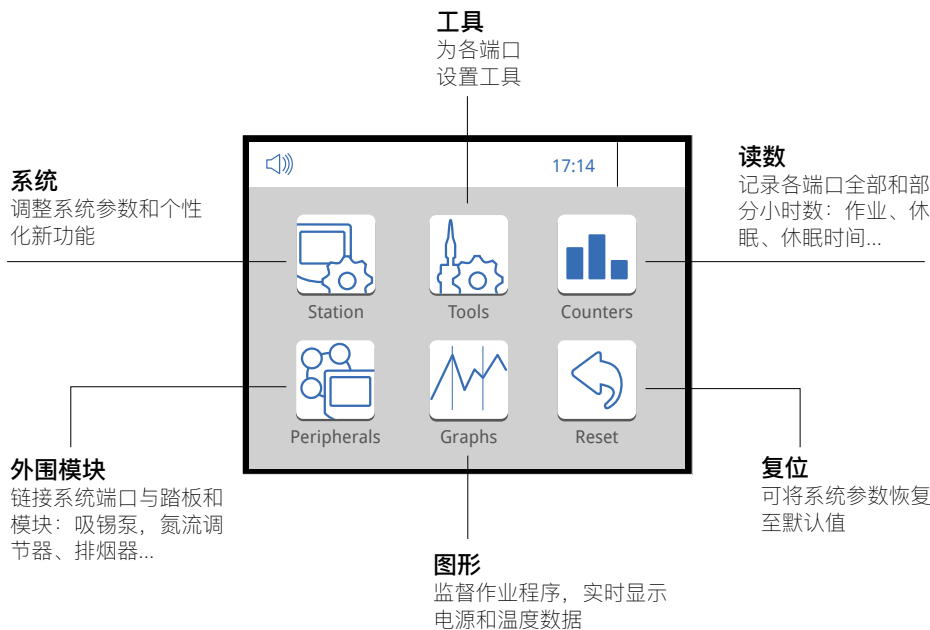 工具
为各端口
设置工具
系统
调整系统参数和个性
化新功能
17:14
读数
记录各端口全部和部
分小时数：作业、休
眠、休眠时间...
Station
Tools
Counters
Peripherals
Graphs
Reset
外围模块
链接系统端口与踏板和
模块：吸锡泵，氮流调
节器、排烟器...
复位
可将系统参数恢复
至默认值
图形
监督作业程序，实时显示
电源和温度数据